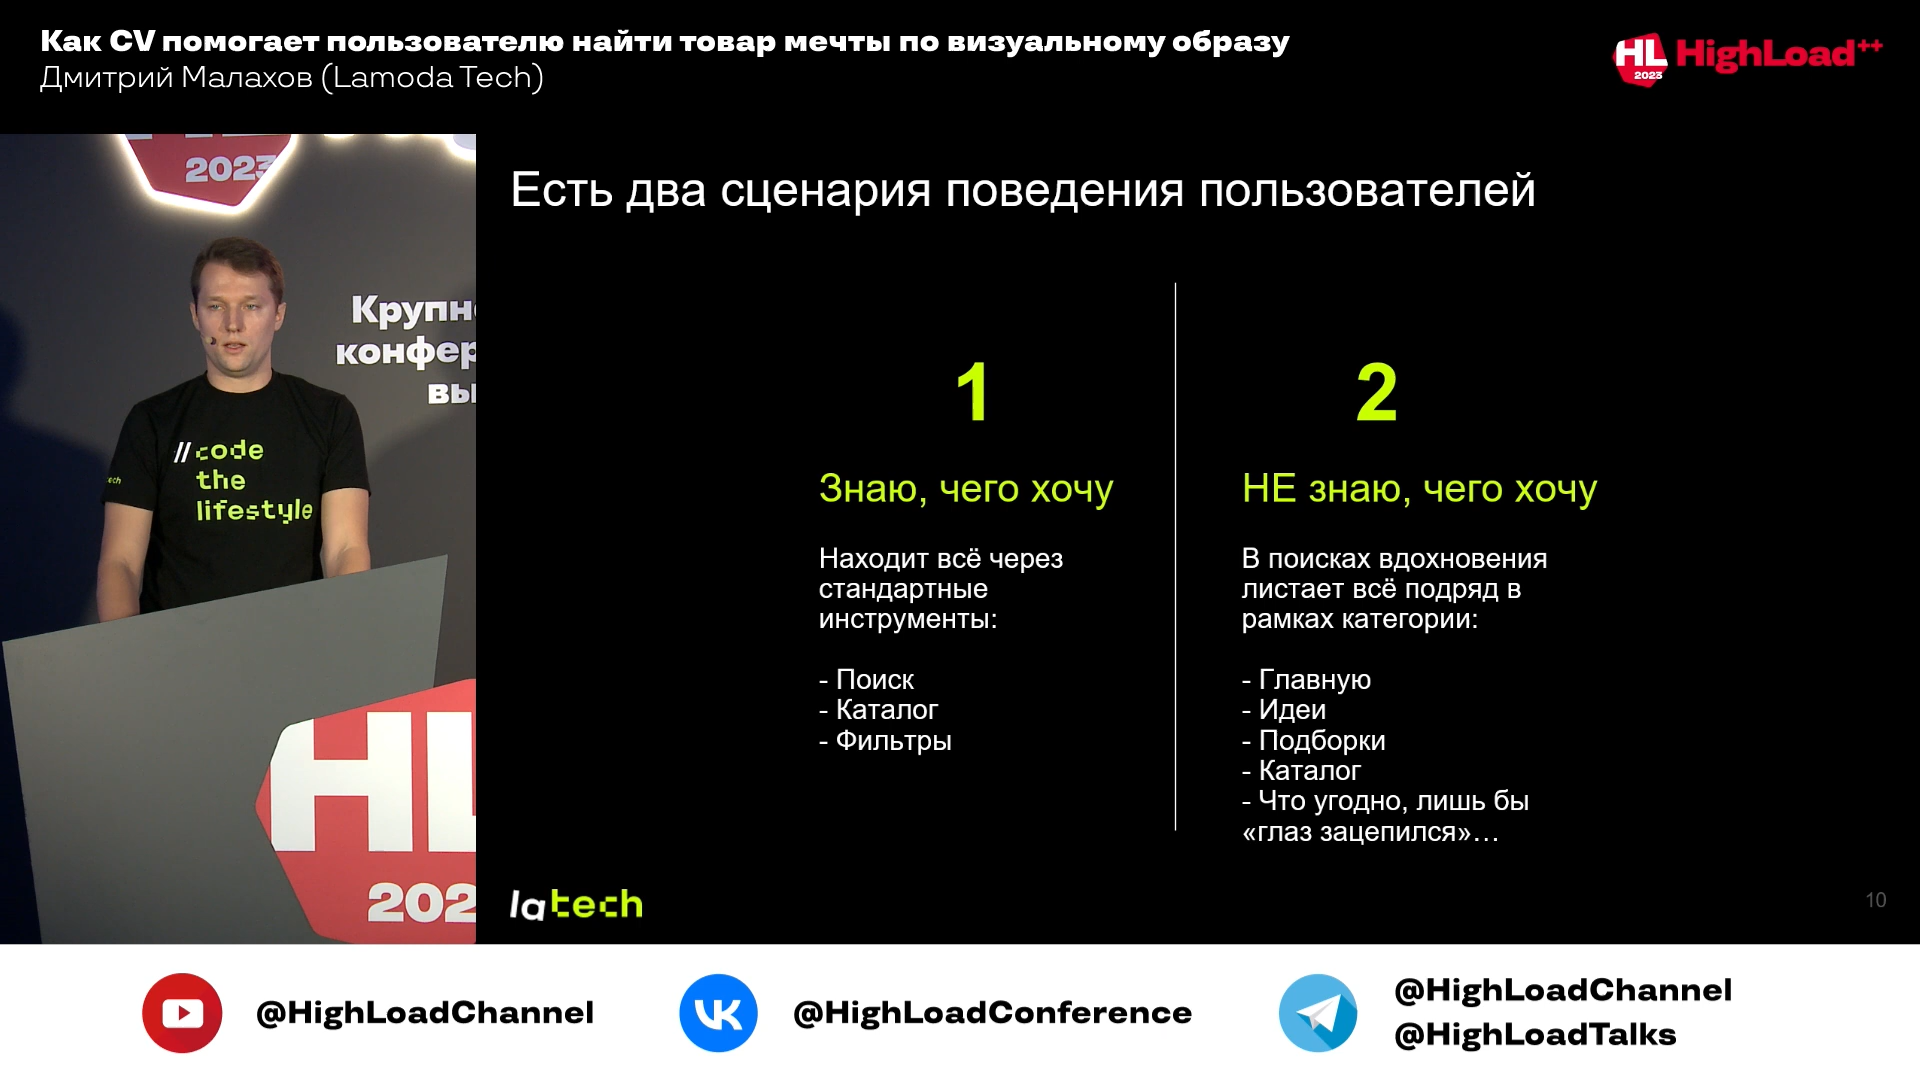 Как CV помогает пользователю найти товар мечты по визуальному образу
Дмитрий Малахов (Lamoda Tech)
HL
2023
HighLoad++
2023
//code
the
lifestyle
tech
HL
202
Есть два сценария поведения пользователей
1
Знаю, чего хочу
Находит всё через
стандартные
инструменты:
- Поиск
- Каталог
- Фильтры
2
НЕ знаю, чего хочу
В поисках вдохновения
листает всё подряд в
рамках категории:
- Главную
- Идеи
- Подборки
- Каталог
- Что угодно, лишь бы
«глаз зацепился»…
latech
10
@HighLoadChannel
@HighLoadConference
@HighLoadChannel
@HighLoadTalks